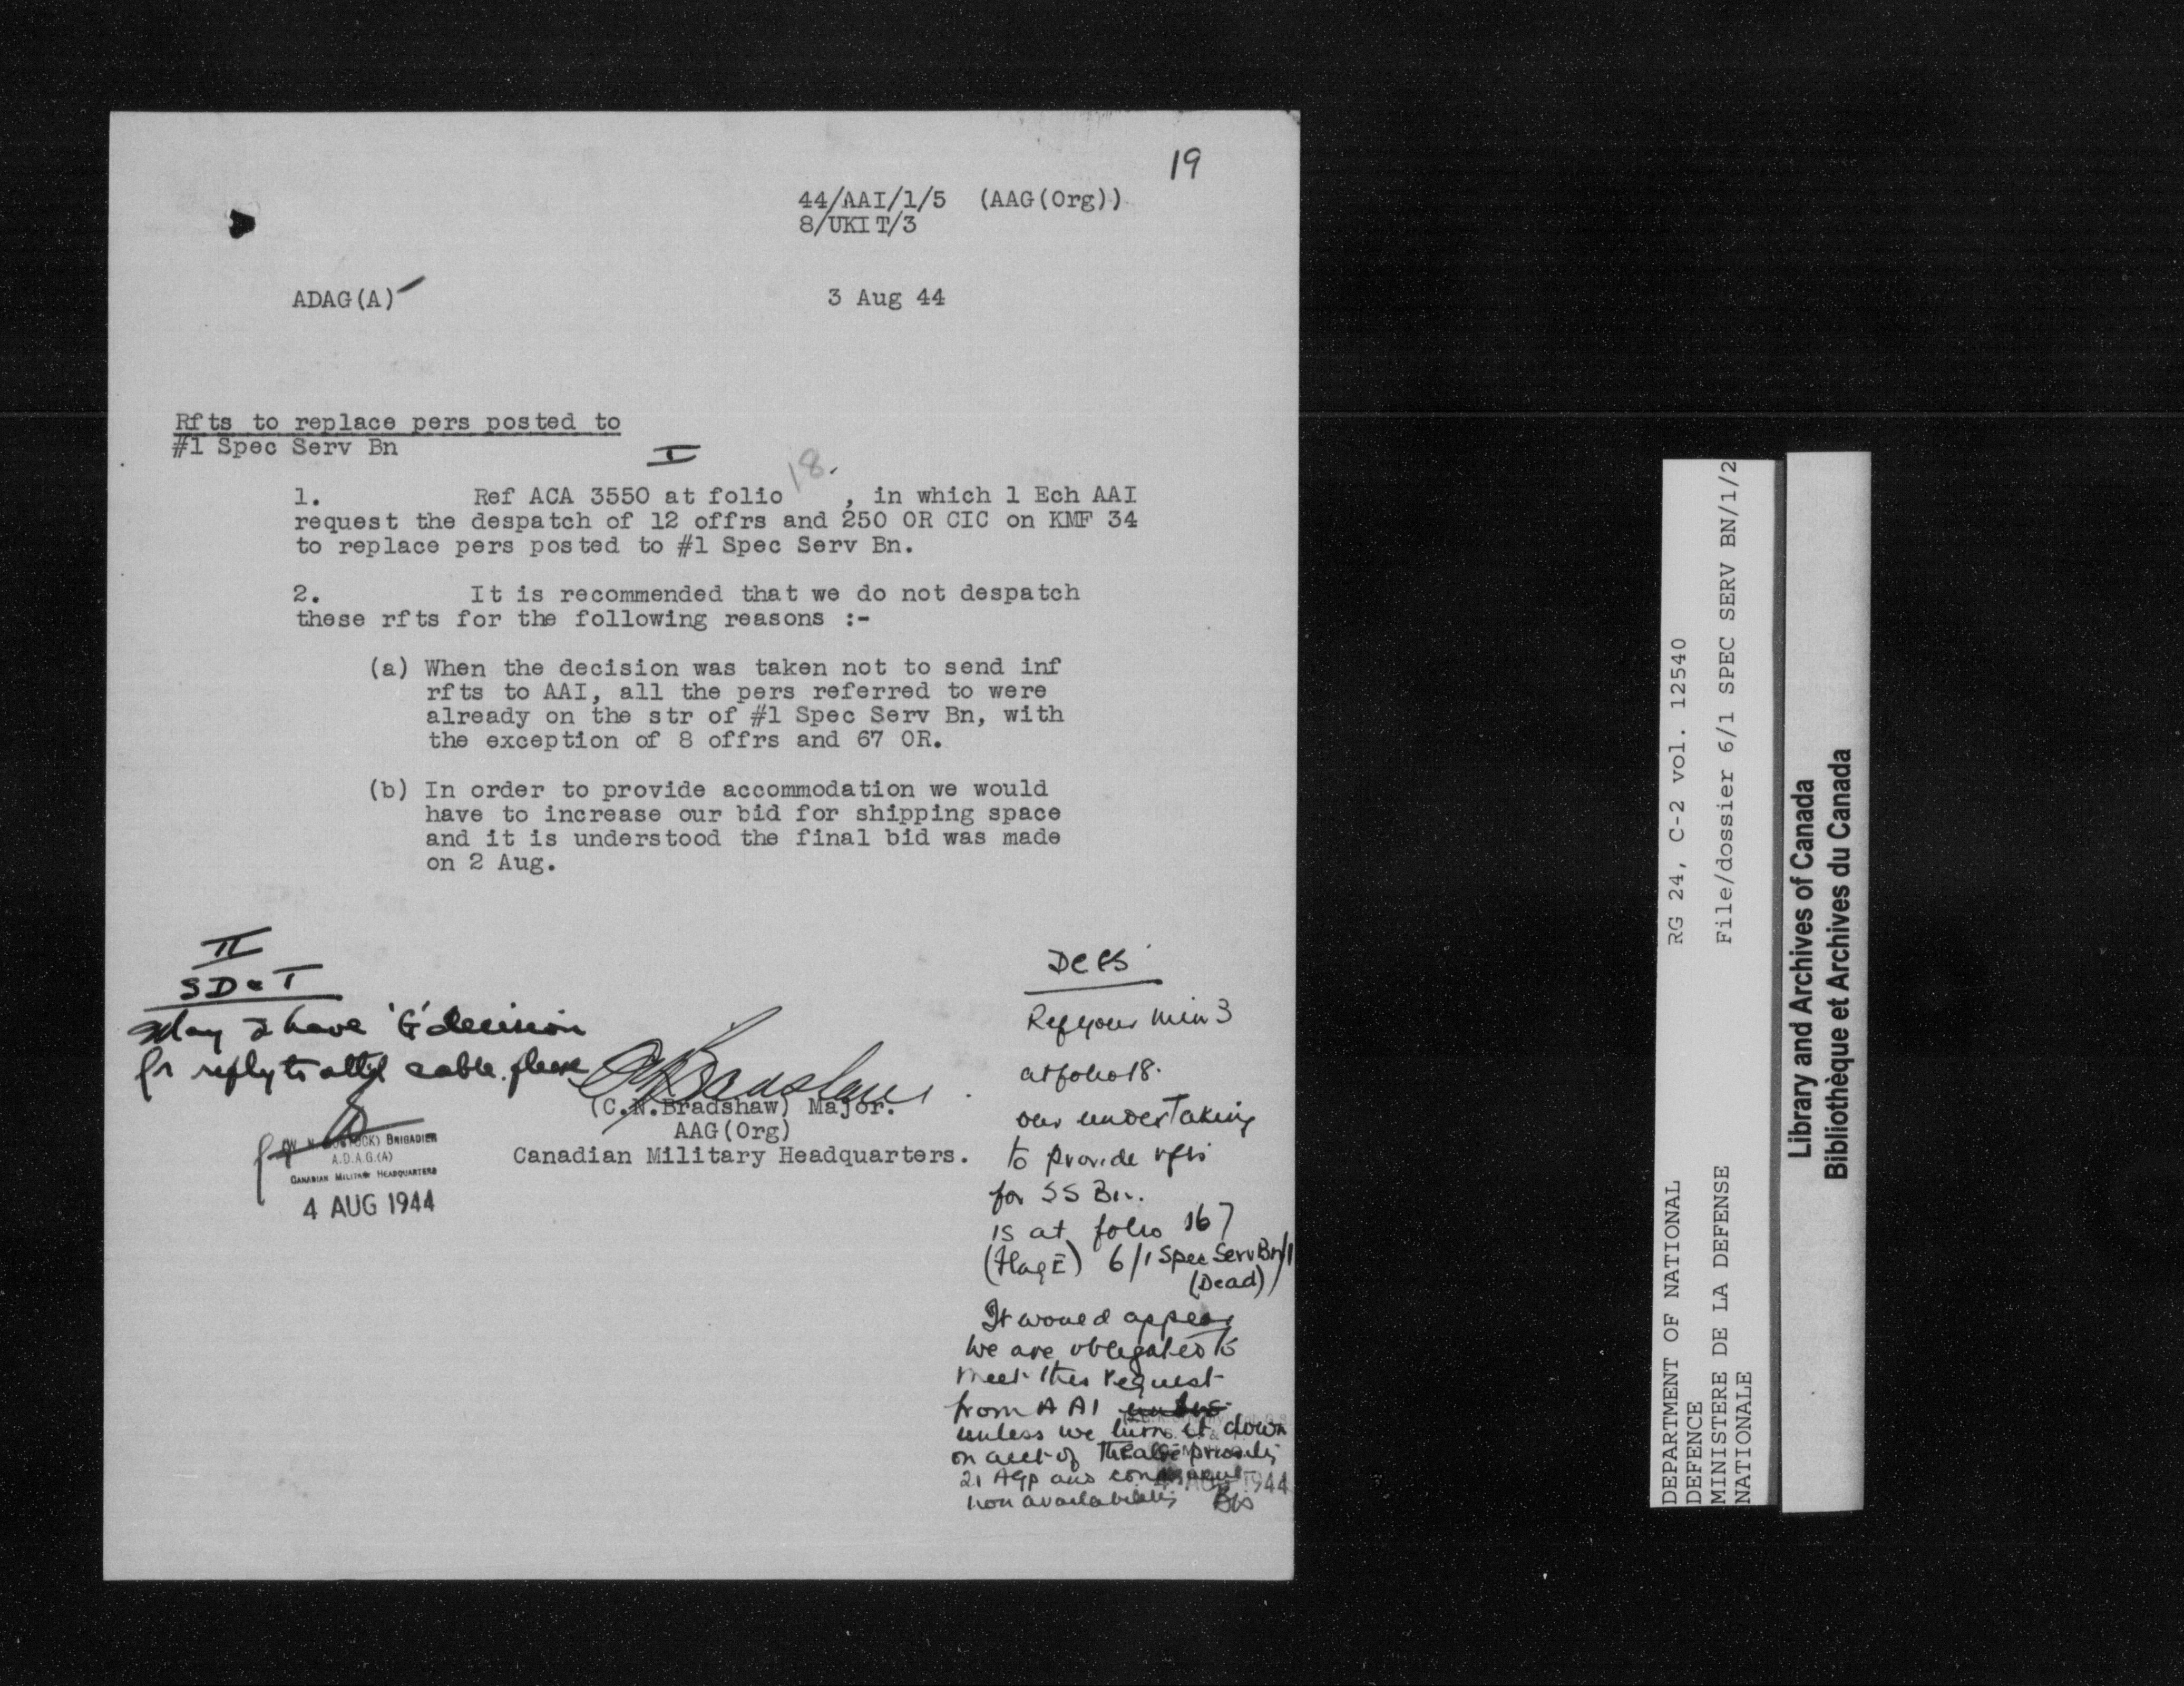 19
44/AAI/1/5 (AAG(Org))
8/UKIT/3
ADAG(A)
3 Aug 44
Rfts to replace pers posted to
#1 Spec Serv Bn
I
1. Ref ACA 3550 at folio 18. , in which 1 Ech AAI
request the despatch of 12 offrs and 250 OR CIC on KMF 34
to replace pers posted to #1 Spec Serv Bn.
2. It is recommended that we do not despatch
these rfts for the following reasons :-
(a) When the decision was taken not to send inf
rfts to AAI, all the pers referred to were
already on the str of #1 Spec Serv Bn, with
the exception of 8 offrs and 67 OR.
(b) In order to provide accommodation we would
have to increase our bid for shipping space
and it is understood the final bid was made
on 2 Aug.
II
SD & T
May I have 'G' decision
fr reply to cable. please
(C.N.Bradshaw) Major.
AAG(Org)
Canadian Military Headquarters.
BRIGADIER
A.D.A.G.(A)
CANADIAN MILITARY HEADQUARTERS
4 AUG 1944
Ref your Min 3
at folio 18.
our undertaking
to provide rfts
for SS Bn.
is at folio 167
(Flag E) 6/1 Spec Serv Bn/1
(Dead)
It would appear
we are obligated to
meet this request
from AAI
unless we turn it down
on acct of Theatre priority
21 AGp and
non availability
1944
RG 24, C-2 vol. 12540
File/dossier 6/1 SPEC SERV BN/1/2
DEPARTMENT OF NATIONAL
DEFENCE
MINISTERE DE LA DEFENSE
NATIONALE
Library and Archives of Canada
Bibliothèque et Archives du Canada